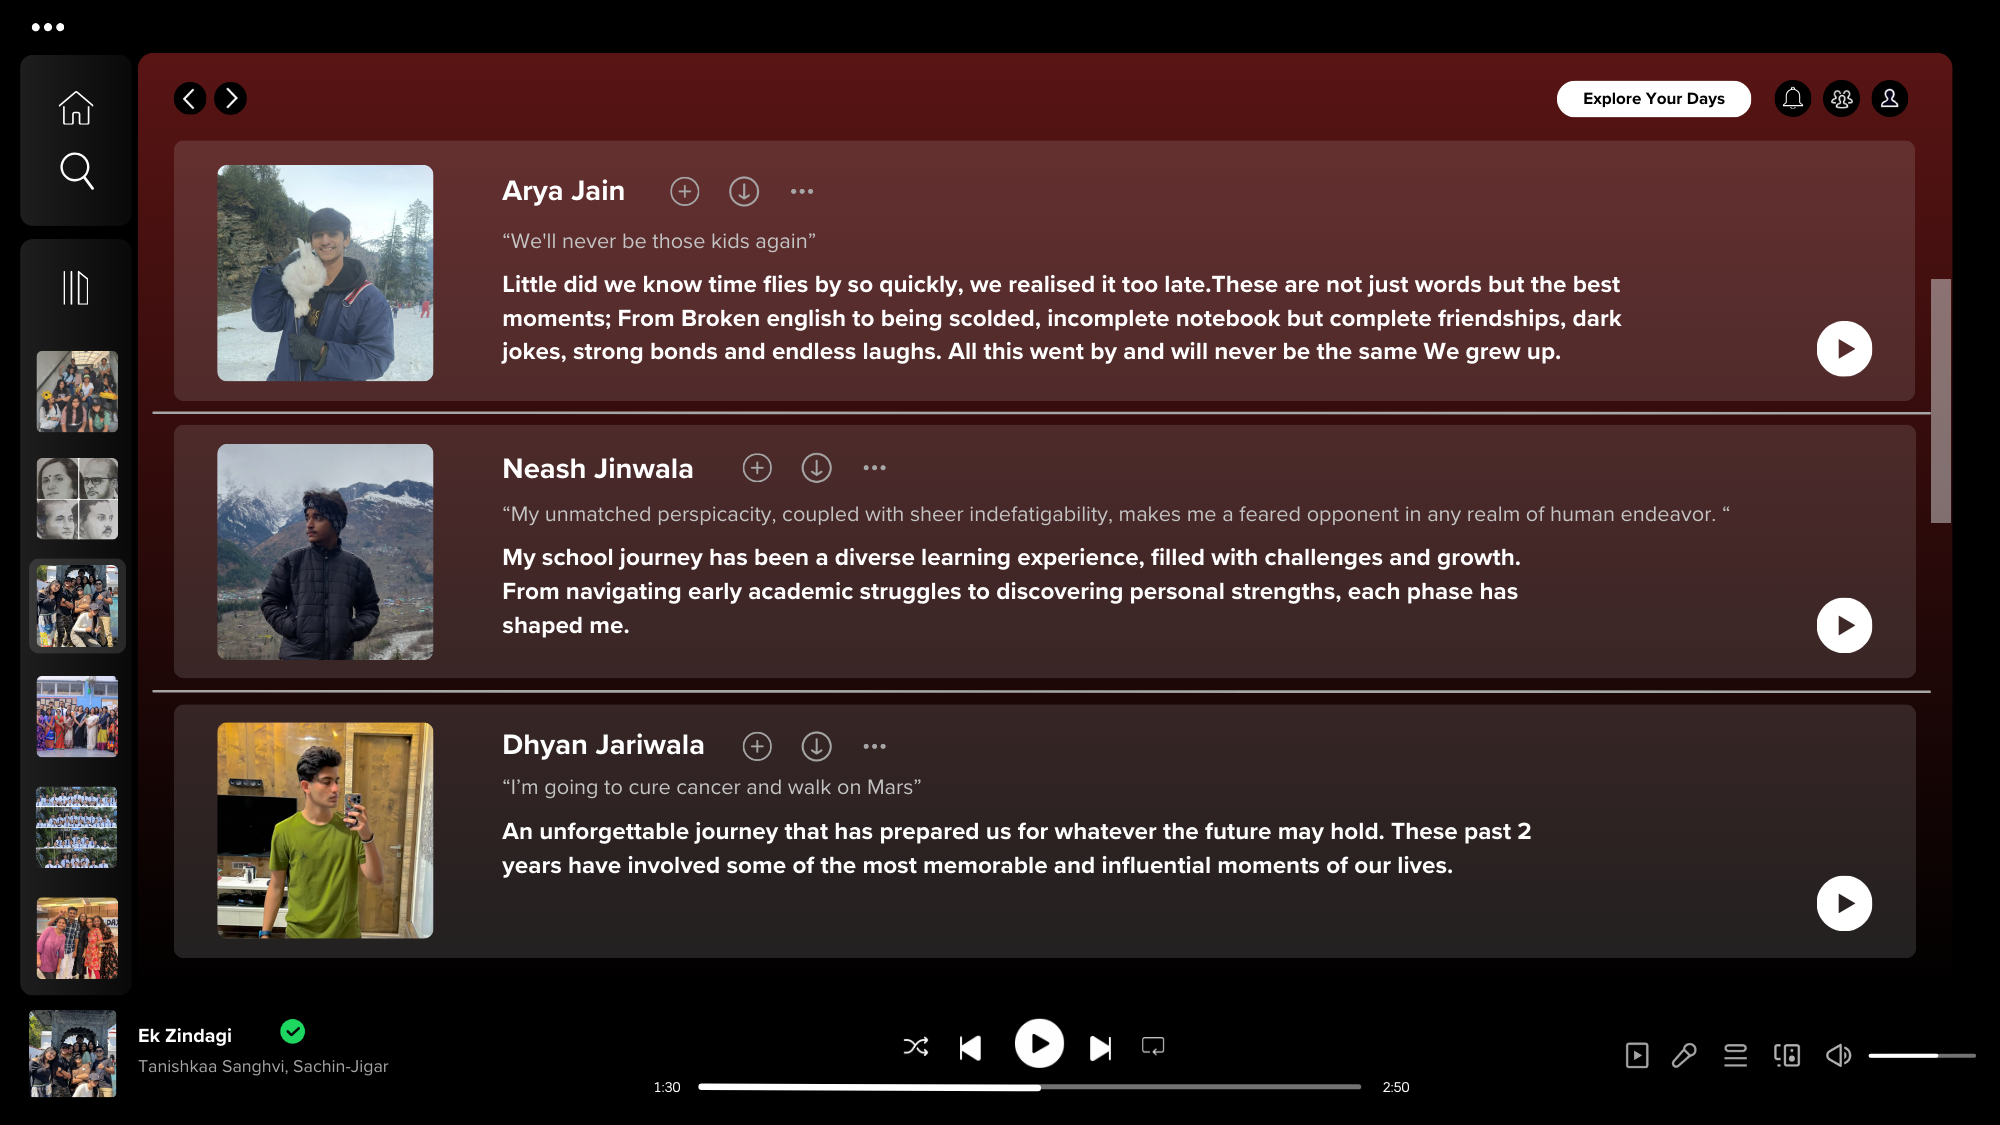 Explore Your Days
Arya Jain
“We'll never be those kids again”
Little did we know time flies by so quickly, we realised it too late.These are not just words but the best
moments; From Broken english to being scolded, incomplete notebook but complete friendships, dark
jokes, strong bonds and endless laughs. All this went by and will never be the same We grew up.
Neash Jinwala
“My unmatched perspicacity, coupled with sheer indefatigability, makes me a feared opponent in any realm of human endeavor. “
My school journey has been a diverse learning experience, filled with challenges and growth.
From navigating early academic struggles to discovering personal strengths, each phase has
shaped me.
Dhyan Jariwala
“I’m going to cure cancer and walk on Mars”
An unforgettable journey that has prepared us for whatever the future may hold. These past 2
years have involved some of the most memorable and influential moments of our lives.
Ek Zindagi
Tanishkaa Sanghvi, Sachin-Jigar
1:30
2:50